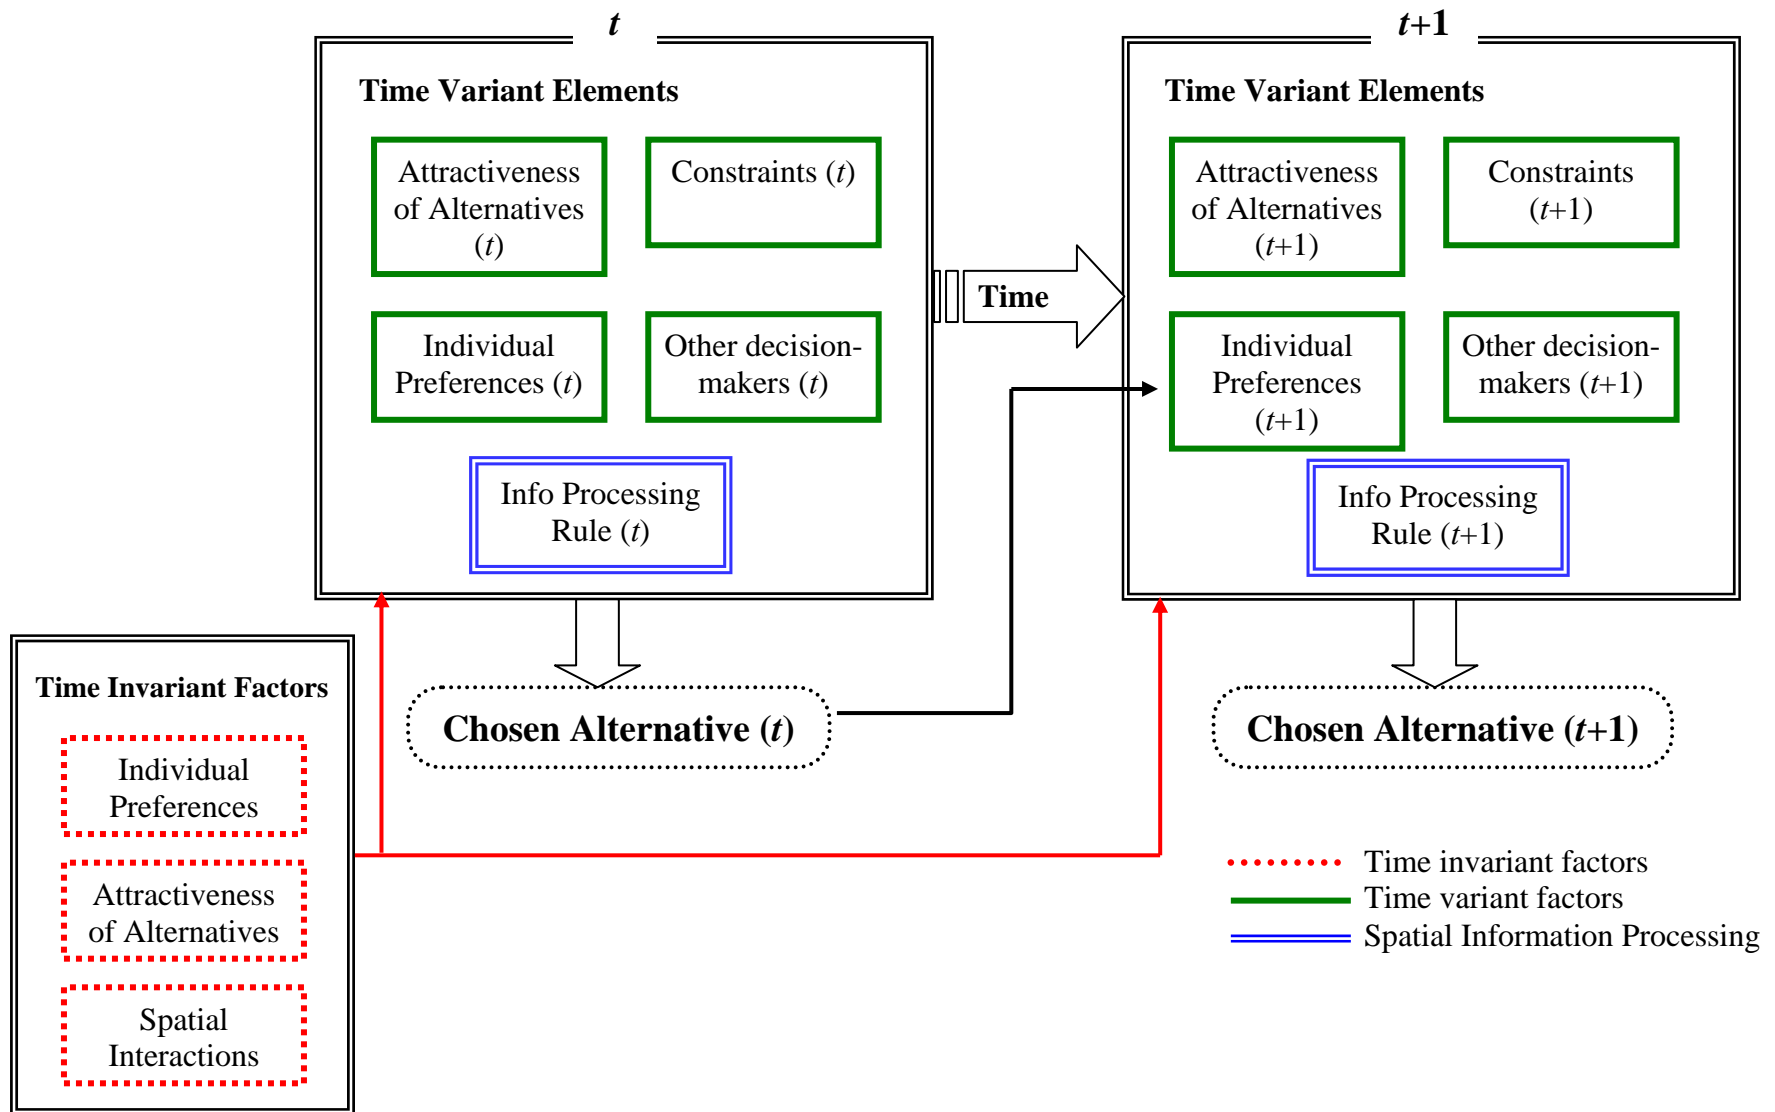 t
Time Variant Elements
Attractiveness
of Alternatives
(t)
Constraints (t)
Individual
Preferences (t)
Other decision-
makers (t)
Info Processing
Rule (t)
Time
t+1
Time Variant Elements
Attractiveness
of Alternatives
(t+1)
Constraints
(t+1)
Individual
Preferences
(t+1)
Other decision-
makers (t+1)
Info Processing
Rule (t+1)
Time Invariant Factors
Individual
Preferences
Attractiveness
of Alternatives
Spatial
Interactions
Chosen Alternative (t)
Chosen Alternative (t+1)
Time invariant factors
Time variant factors
Spatial Information Processing